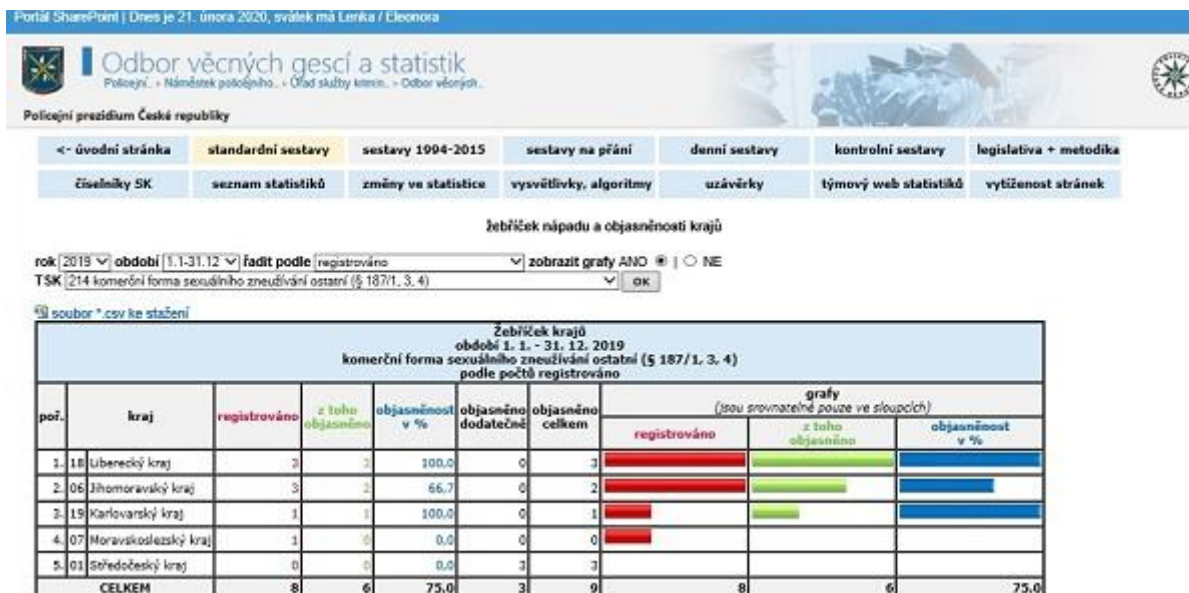 Portál SharePoint | Dnes je 21. února 2020, svátek má Lenka / Eleonora
Odbor věcných gescí a statistik
Policejní.. » Náměstek policejního.. » Úřad služby krimin.. » Odbor věcných..
Policejní prezidium České republiky
<- úvodní stránka standardní sestavy sestavy 1994-2015 sestavy na přání denní sestavy kontrolní sestavy legislativa + metodika
číselníky SK seznam statistiků změny ve statistice vysvětlivky, algoritmy uzávěrky týmový web statistiků vytíženost stránek
žebříček nápadu a objasněnosti krajů
rok 2019 období 1.1-31.12 řadit podle registrováno zobrazit grafy ANO | NE
TSK 214 komerční forma sexuálního zneužívání ostatní (§ 187/1, 3, 4) OK
soubor *.csv ke stažení
Žebříček krajů
období 1. 1. - 31. 12. 2019
komerční forma sexuálního zneužívání ostatní (§ 187/1, 3, 4)
podle počtů registrováno
poř. kraj registrováno z toho objasněno objasněnost v % objasněno dodatečně objasněno celkem grafy
(jsou srovnatelné pouze ve sloupcích)
registrováno z toho objasněno objasněnost v %
1. 18 Liberecký kraj 3 3 100,0 0 3
2. 06 Jihomoravský kraj 3 2 66,7 0 2
3. 19 Karlovarský kraj 1 1 100,0 0 1
4. 07 Moravskoslezský kraj 1 0 0,0 0 0
5. 01 Středočeský kraj 0 0 0,0 3 3
CELKEM 8 6 75,0 3 9 8 6 75,0